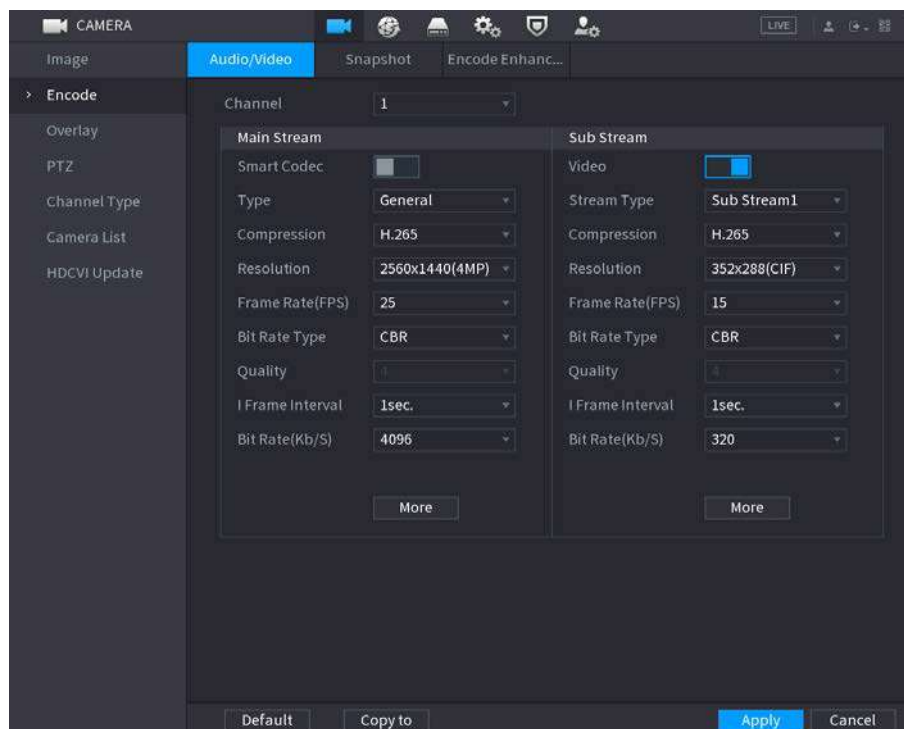 CAMERA LIVE
Image Audio/Video Snapshot Encode Enhanc...
> Encode
Channel 1
Overlay
Main Stream Sub Stream
PTZ
Smart Codec Video
Channel Type
Type General Stream Type Sub Stream1
Camera List
Compression H.265 Compression H.265
HDCVI Update
Resolution 2560x1440(4MP) Resolution 352x288(CIF)
Frame Rate(FPS) 25 Frame Rate(FPS) 15
Bit Rate Type CBR Bit Rate Type CBR
Quality 4 Quality 4
I Frame Interval 1sec. I Frame Interval 1sec.
Bit Rate(Kb/S) 4096 Bit Rate(Kb/S) 320
More More
Default Copy to Apply Cancel